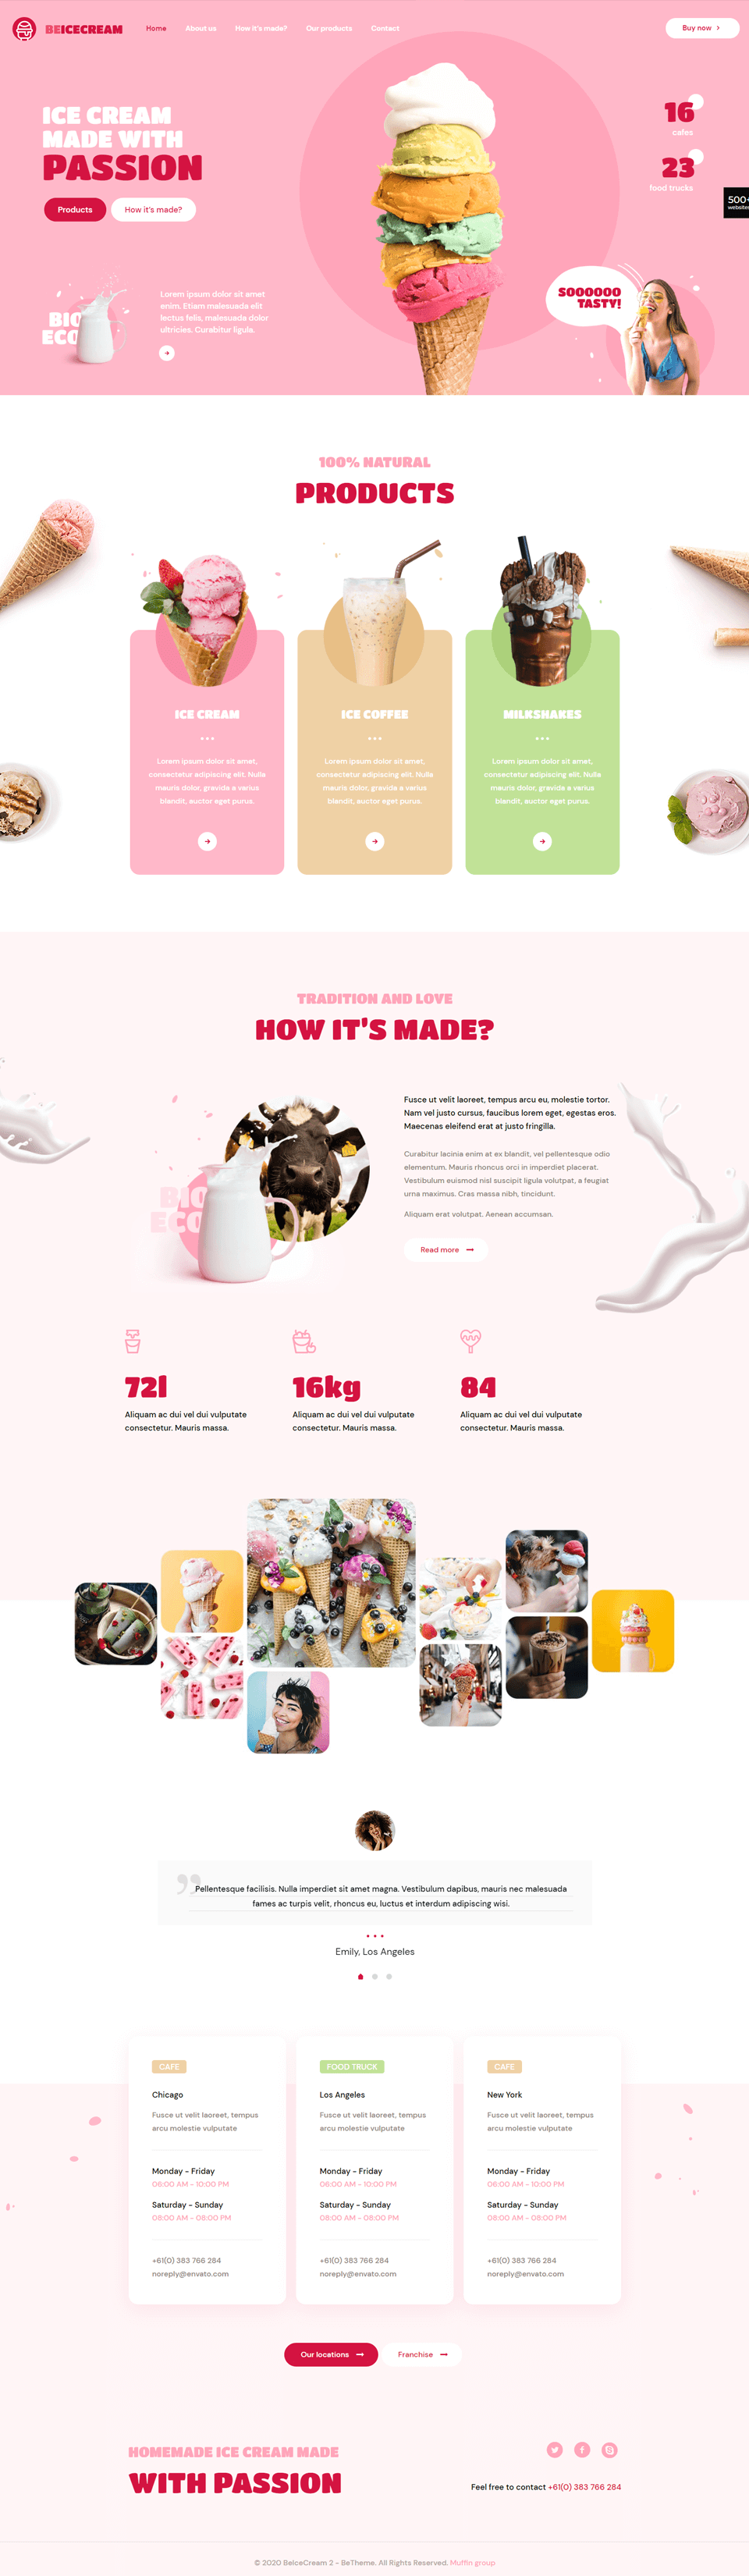 BEICECREAM
Home
About us
How it's made?
Our products
Contact
Buy now
ICE CREAM
MADE WITH
PASSION
Products
How it's made?
16
cafes
23
food trucks
500+
websites
SOOOOOO
TASTY!
BIO
ECO
Lorem ipsum dolor sit amet
enim. Etiam malesuada elit
lectus felis, malesuada dolor
ultricies. Curabitur ligula.
100% NATURAL
PRODUCTS
ICE CREAM
Lorem ipsum dolor sit amet,
consectetur adipiscing elit. Nulla
mauris dolor, gravida a varius
blandit, auctor eget purus.
ICE COFFEE
Lorem ipsum dolor sit amet,
consectetur adipiscing elit. Nulla
mauris dolor, gravida a varius
blandit, auctor eget purus.
MILKSHAKES
Lorem ipsum dolor sit amet,
consectetur adipiscing elit. Nulla
mauris dolor, gravida a varius
blandit, auctor eget purus.
TRADITION AND LOVE
HOW IT'S MADE?
BIO
ECO
Fusce ut velit laoreet, tempus arcu eu, molestie tortor.
Nam vel justo cursus, faucibus lorem eget, egestas eros.
Maecenas eleifend erat at justo fringilla.
Curabitur lacinia enim at ex blandit, vel pellentesque odio
elementum. Mauris rhoncus orci in imperdiet placerat.
Vestibulum euismod nisl suscipit ligula volutpat, a feugiat
urna maximus. Cras massa nibh, tincidunt.
Aliquam erat volutpat. Aenean accumsan.
Read more
72l
Aliquam ac dui vel dui vulputate
consectetur. Mauris massa.
16kg
Aliquam ac dui vel dui vulputate
consectetur. Mauris massa.
84
Aliquam ac dui vel dui vulputate
consectetur. Mauris massa.
Pellentesque facilisis. Nulla imperdiet sit amet magna. Vestibulum dapibus, mauris nec malesuada
fames ac turpis velit, rhoncus eu, luctus et interdum adipiscing wisi.
Emily, Los Angeles
CAFE
Chicago
Fusce ut velit laoreet, tempus
arcu molestie vulputate
Monday - Friday
06:00 AM - 10:00 PM
Saturday - Sunday
08:00 AM - 08:00 PM
+61(0) 383 766 284
noreply@envato.com
FOOD TRUCK
Los Angeles
Fusce ut velit laoreet, tempus
arcu molestie vulputate
Monday - Friday
06:00 AM - 10:00 PM
Saturday - Sunday
08:00 AM - 08:00 PM
+61(0) 383 766 284
noreply@envato.com
CAFE
New York
Fusce ut velit laoreet, tempus
arcu molestie vulputate
Monday - Friday
06:00 AM - 10:00 PM
Saturday - Sunday
08:00 AM - 08:00 PM
+61(0) 383 766 284
noreply@envato.com
Our locations
Franchise
HOMEMADE ICE CREAM MADE
WITH PASSION
Feel free to contact +61(0) 383 766 284
© 2020 BeIceCream 2 - BeTheme. All Rights Reserved. Muffin group